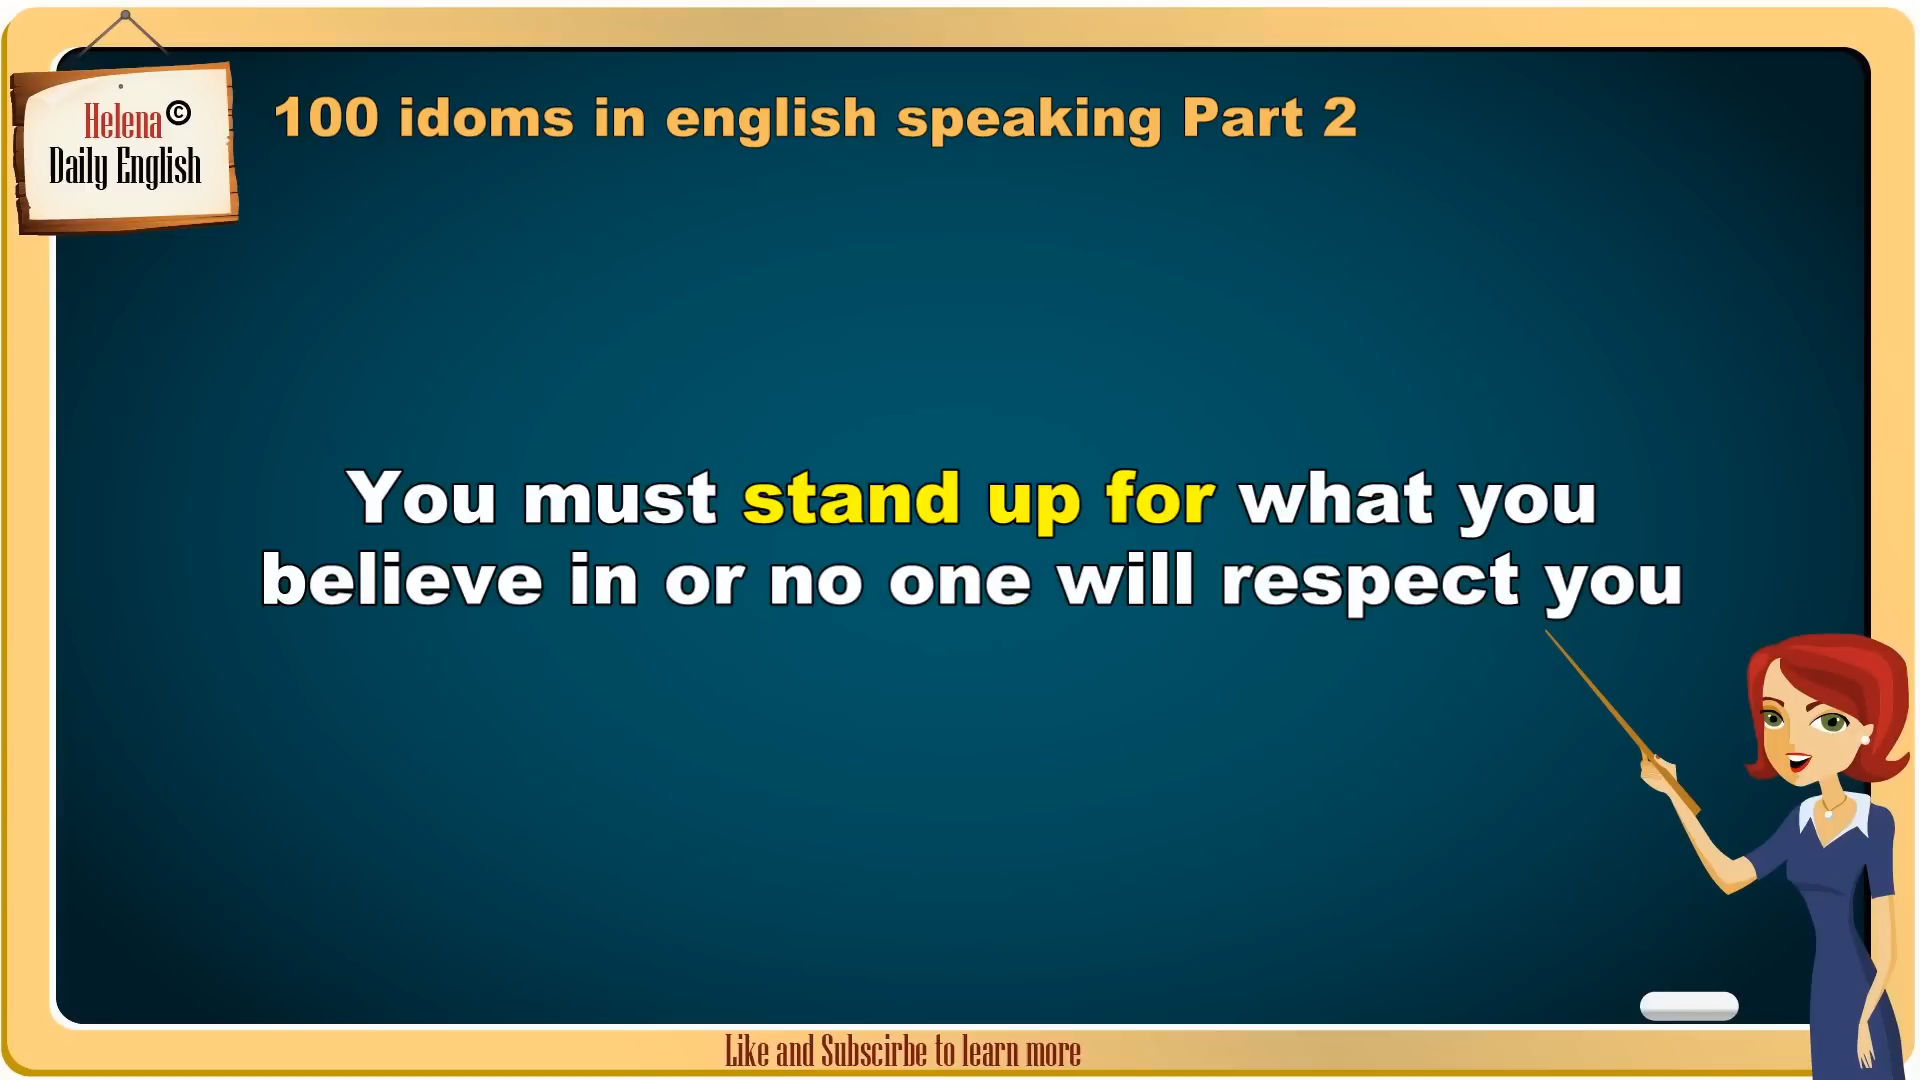 Helena ©
Daily English
100 idoms in english speaking Part 2
You must stand up for what you
believe in or no one will respect you
Like and Subscirbe to learn more